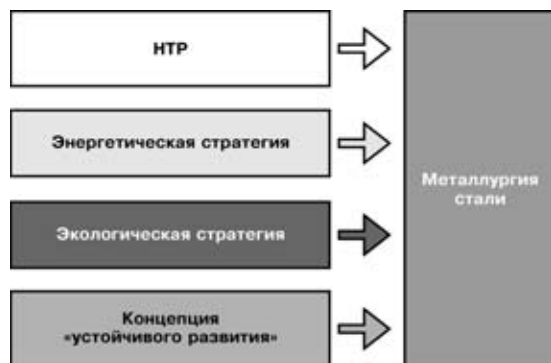 НТР
Энергетическая стратегия
Экологическая стратегия
Концепция
«устойчивого развития»
Металлургия
стали